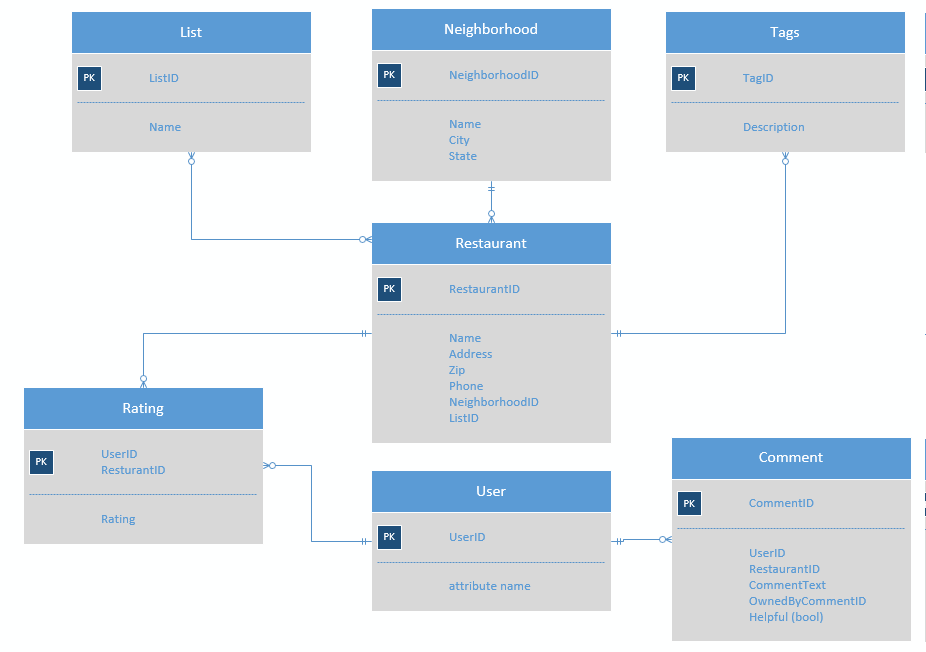 List
PK
ListID
Name
Neighborhood
PK
NeighborhoodID
Name
City
State
Tags
PK
TagID
Description
Restaurant
PK
RestaurantID
Name
Address
Zip
Phone
NeighborhoodID
ListID
Rating
PK
UserID
ResturantID
Rating
User
PK
UserID
attribute name
Comment
PK
CommentID
UserID
RestaurantID
CommentText
OwnedByCommentID
Helpful (bool)